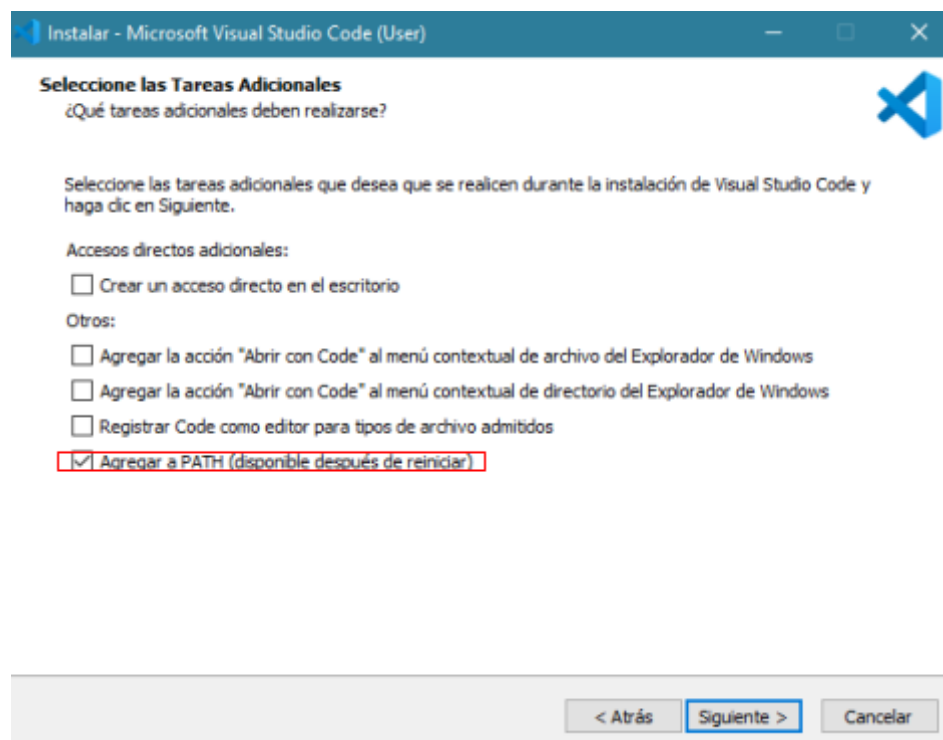 Instalar - Microsoft Visual Studio Code (User)
Seleccione las Tareas Adicionales
¿Qué tareas adicionales deben realizarse?
Seleccione las tareas adicionales que desea que se realicen durante la instalación de Visual Studio Code y
haga clic en Siguiente.
Accesos directos adicionales:
Crear un acceso directo en el escritorio
Otros:
Agregar la acción "Abrir con Code" al menú contextual de archivo del Explorador de Windows
Agregar la acción "Abrir con Code" al menú contextual de directorio del Explorador de Windows
Registrar Code como editor para tipos de archivo admitidos
Agregar a PATH (disponible después de reiniciar)
< Atrás Siguiente > Cancelar